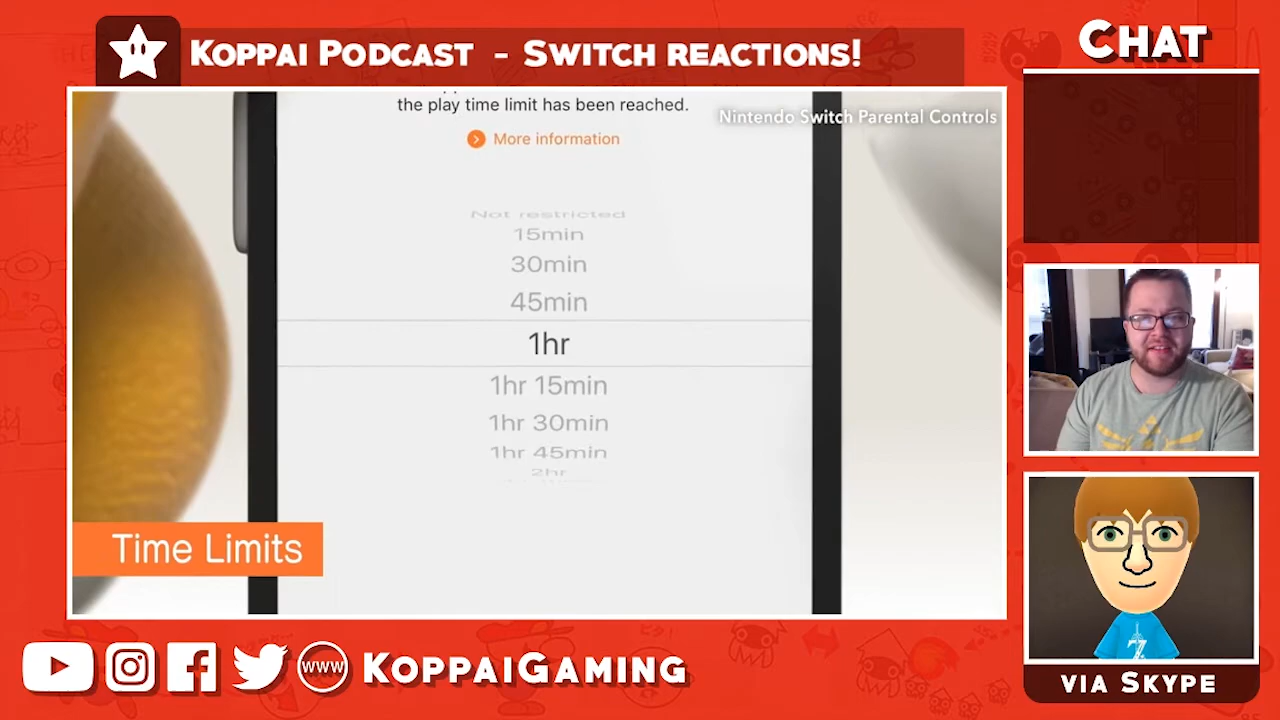 Koppai Podcast - Switch reactions!
Chat
the play time limit has been reached.
Nintendo Switch Parental Controls
More information
Not restricted
15min
30min
45min
1hr
1hr 15min
1hr 30min
1hr 45min
2hr
Time Limits
www
KoppaiGaming
via Skype